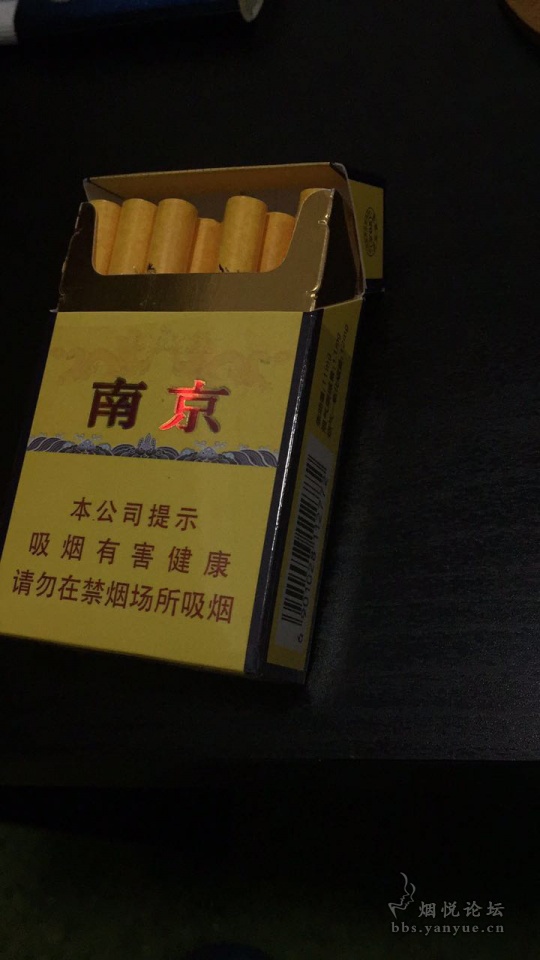 南京
本公司提示
吸烟有害健康
请勿在禁烟场所吸烟
烟悦论坛
bbs.yanyue.cn